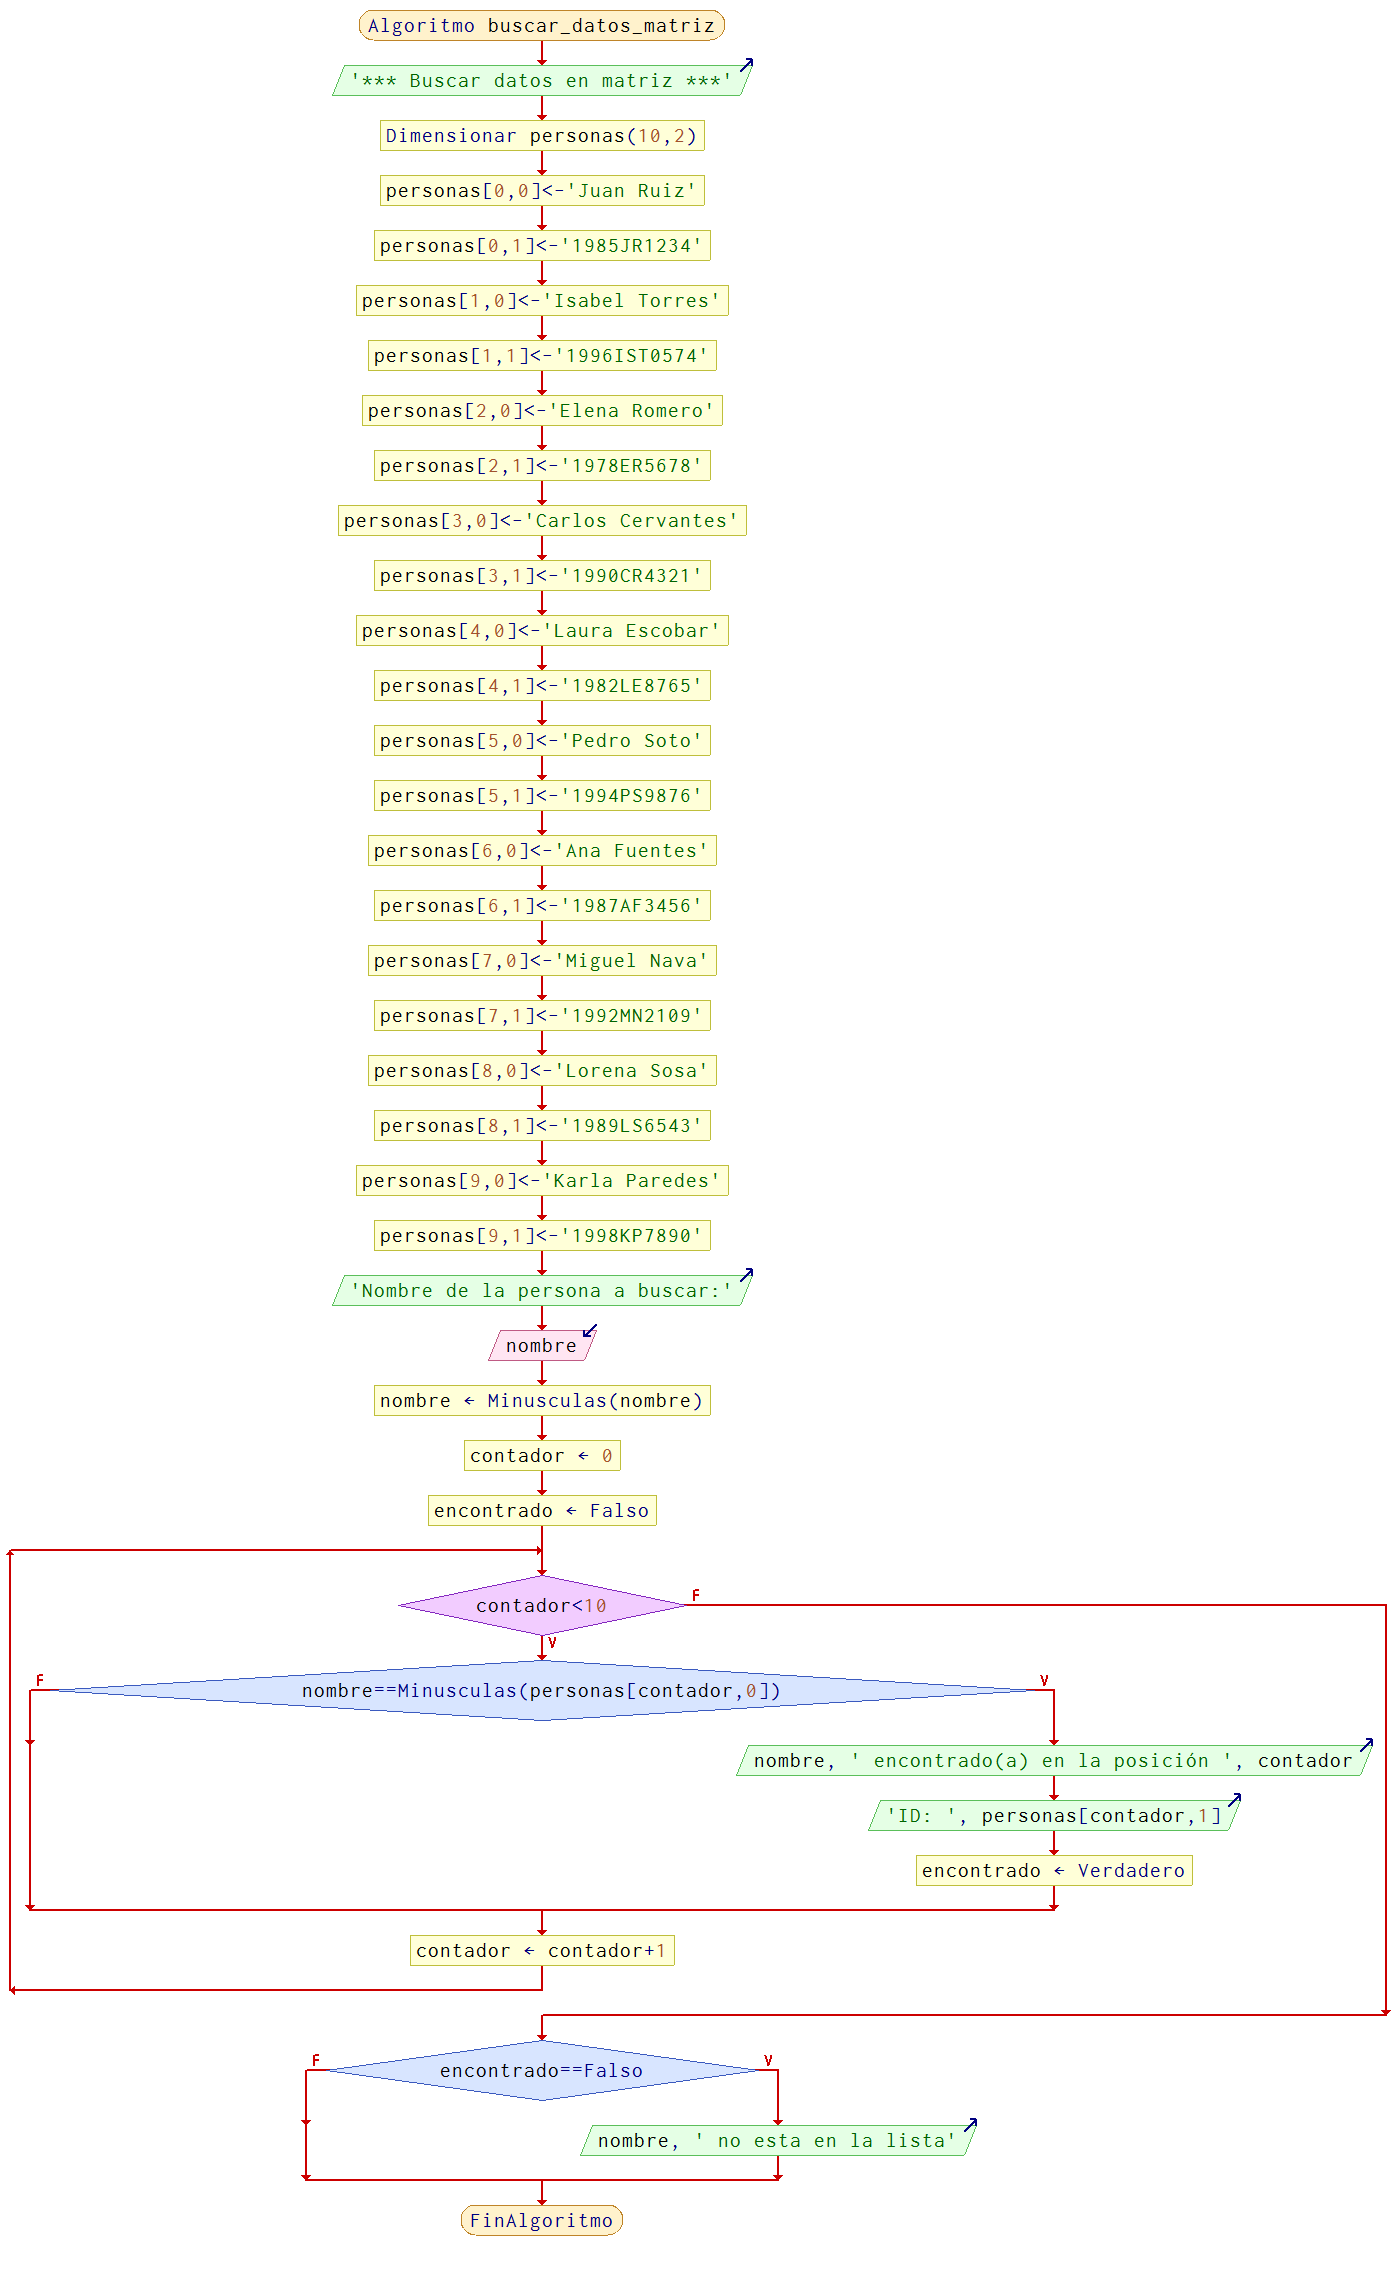 Algoritmo buscar_datos_matriz
'*** Buscar datos en matriz ***'
Dimensionar personas(10,2)
personas[0,0]<-'Juan Ruiz'
personas[0,1]<-'1985JR1234'
personas[1,0]<-'Isabel Torres'
personas[1,1]<-'1996IST0574'
personas[2,0]<-'Elena Romero'
personas[2,1]<-'1978ER5678'
personas[3,0]<-'Carlos Cervantes'
personas[3,1]<-'1990CR4321'
personas[4,0]<-'Laura Escobar'
personas[4,1]<-'1982LE8765'
personas[5,0]<-'Pedro Soto'
personas[5,1]<-'1994PS9876'
personas[6,0]<-'Ana Fuentes'
personas[6,1]<-'1987AF3456'
personas[7,0]<-'Miguel Nava'
personas[7,1]<-'1992MN2109'
personas[8,0]<-'Lorena Sosa'
personas[8,1]<-'1989LS6543'
personas[9,0]<-'Karla Paredes'
personas[9,1]<-'1998KP7890'
'Nombre de la persona a buscar:'
nombre
nombre ← Minusculas(nombre)
contador ← 0
encontrado ← Falso
contador<10
F
V
F
nombre==Minusculas(personas[contador,0])
V
nombre, ' encontrado(a) en la posición ', contador
'ID: ', personas[contador,1]
encontrado ← Verdadero
contador ← contador+1
F
encontrado==Falso
V
nombre, ' no esta en la lista'
FinAlgoritmo